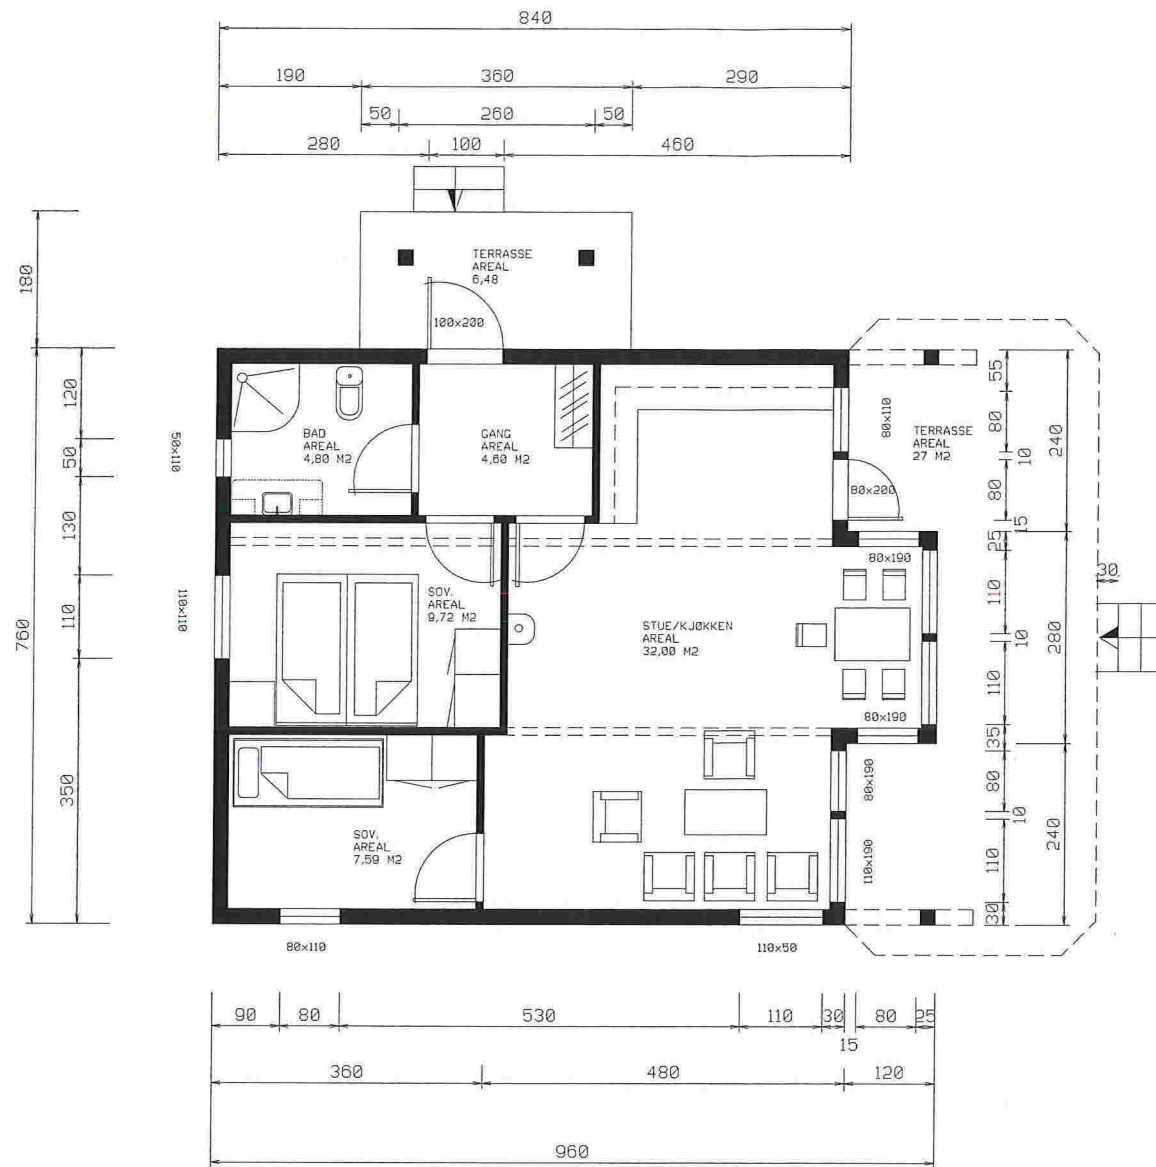 840
190
360
290
50
260
50
280
100
460
180
TERRASSE
AREAL
6,48
100x200
760
120
50
130
110
350
50x110
110x110
BAD
AREAL
4,80 M2
GANG
AREAL
4,60 M2
80x110
TERRASSE
AREAL
27 M2
80x200
55
80
10
80
15
25
240
80x190
SOV.
AREAL
9,72 M2
STUE/KJØKKEN
AREAL
32,00 M2
110
10
110
35
280
30
80x190
SOV.
AREAL
7,59 M2
80x190
110x190
80
10
110
30
240
80x110
110x50
90
80
530
110
30
15
80
25
360
480
120
960